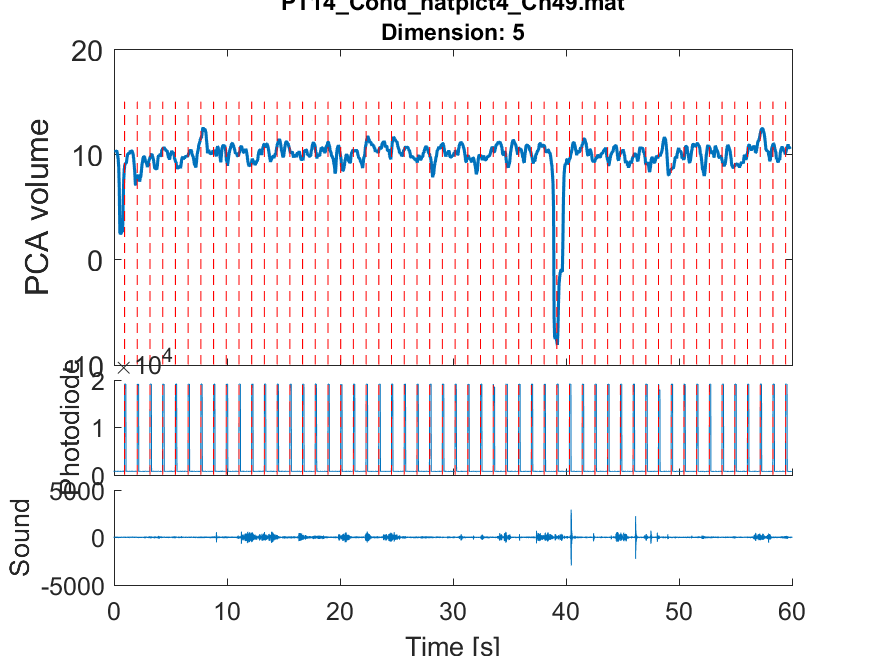 PT14_Cond_natpict4_Ch49.mat
Dimension: 5
20
10
0
-10
PCA volume
×10⁴
2
1
0
Photodiode
5000
0
-5000
Sound
0 10 20 30 40 50 60
Time [s]